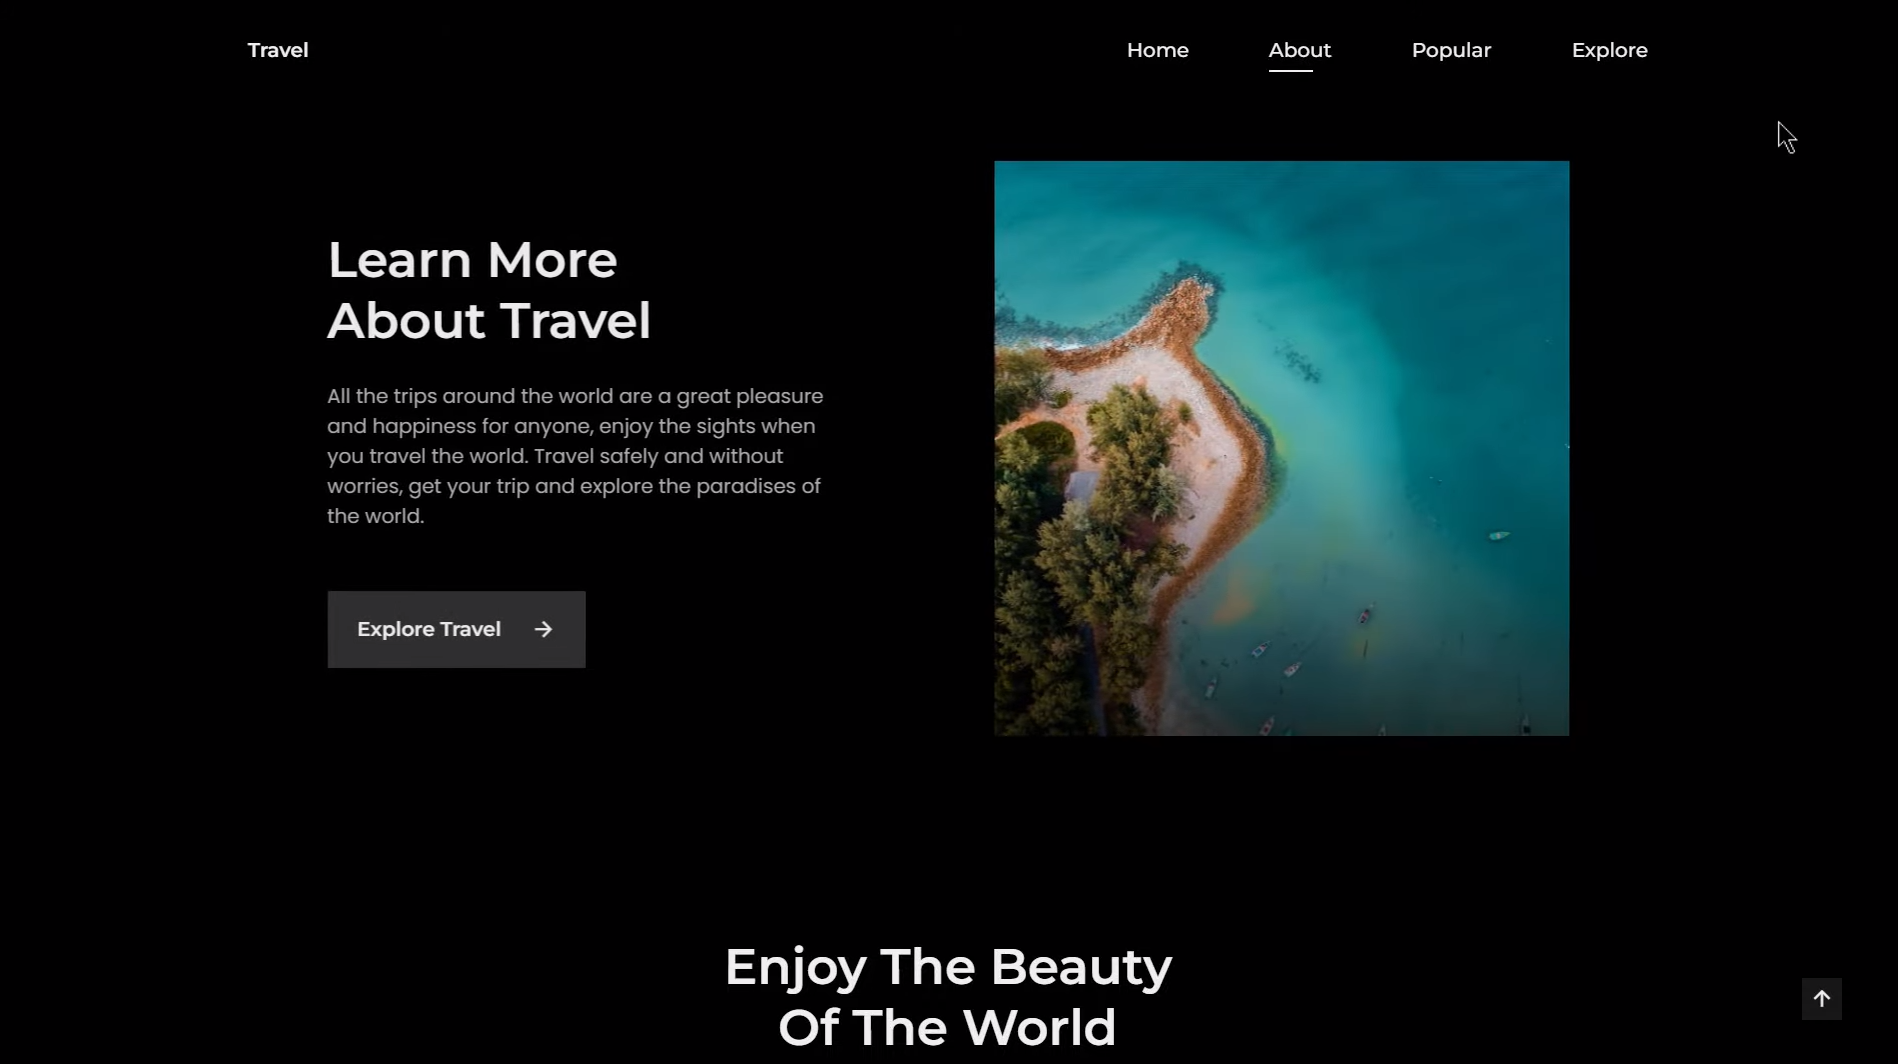 Travel
Home
About
Popular
Explore
Learn More
About Travel
All the trips around the world are a great pleasure
and happiness for anyone, enjoy the sights when
you travel the world. Travel safely and without
worries, get your trip and explore the paradises of
the world.
Explore Travel
Enjoy The Beauty
Of The World